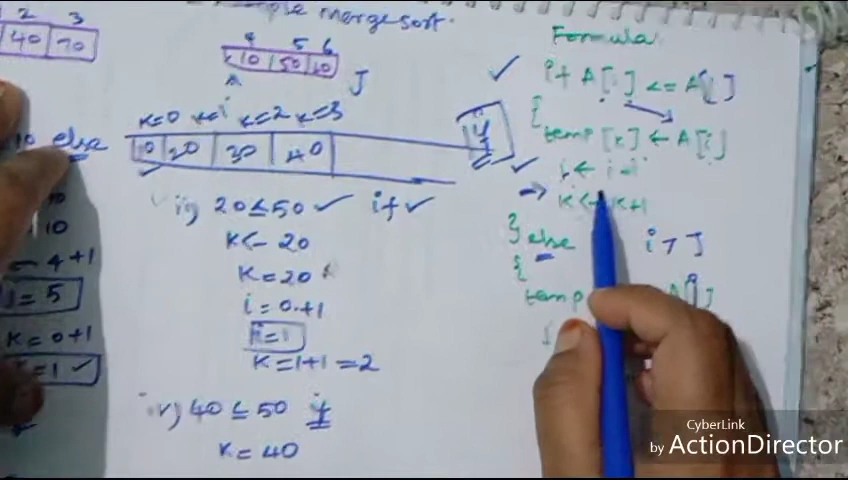 mergesort.
2 3
40 70
4 5 6
10 50 60
J
K=0 K=1 K=2 K=3
10 20 30 40
else
20 ≤ 50 ✓ if ✓
K<- 20
K=20
i = 0+1
i=1
K=1+1=2
iv) 40 ≤ 50 if
K = 40
10
4+1
J = 5
K = 0+1
K=1 ✓
Formula
if A[i] <= A[j]
{
temp [k] ← A[i]
K<- K+1
} else i > J
{
temp A[j]
CyberLink
by ActionDirector